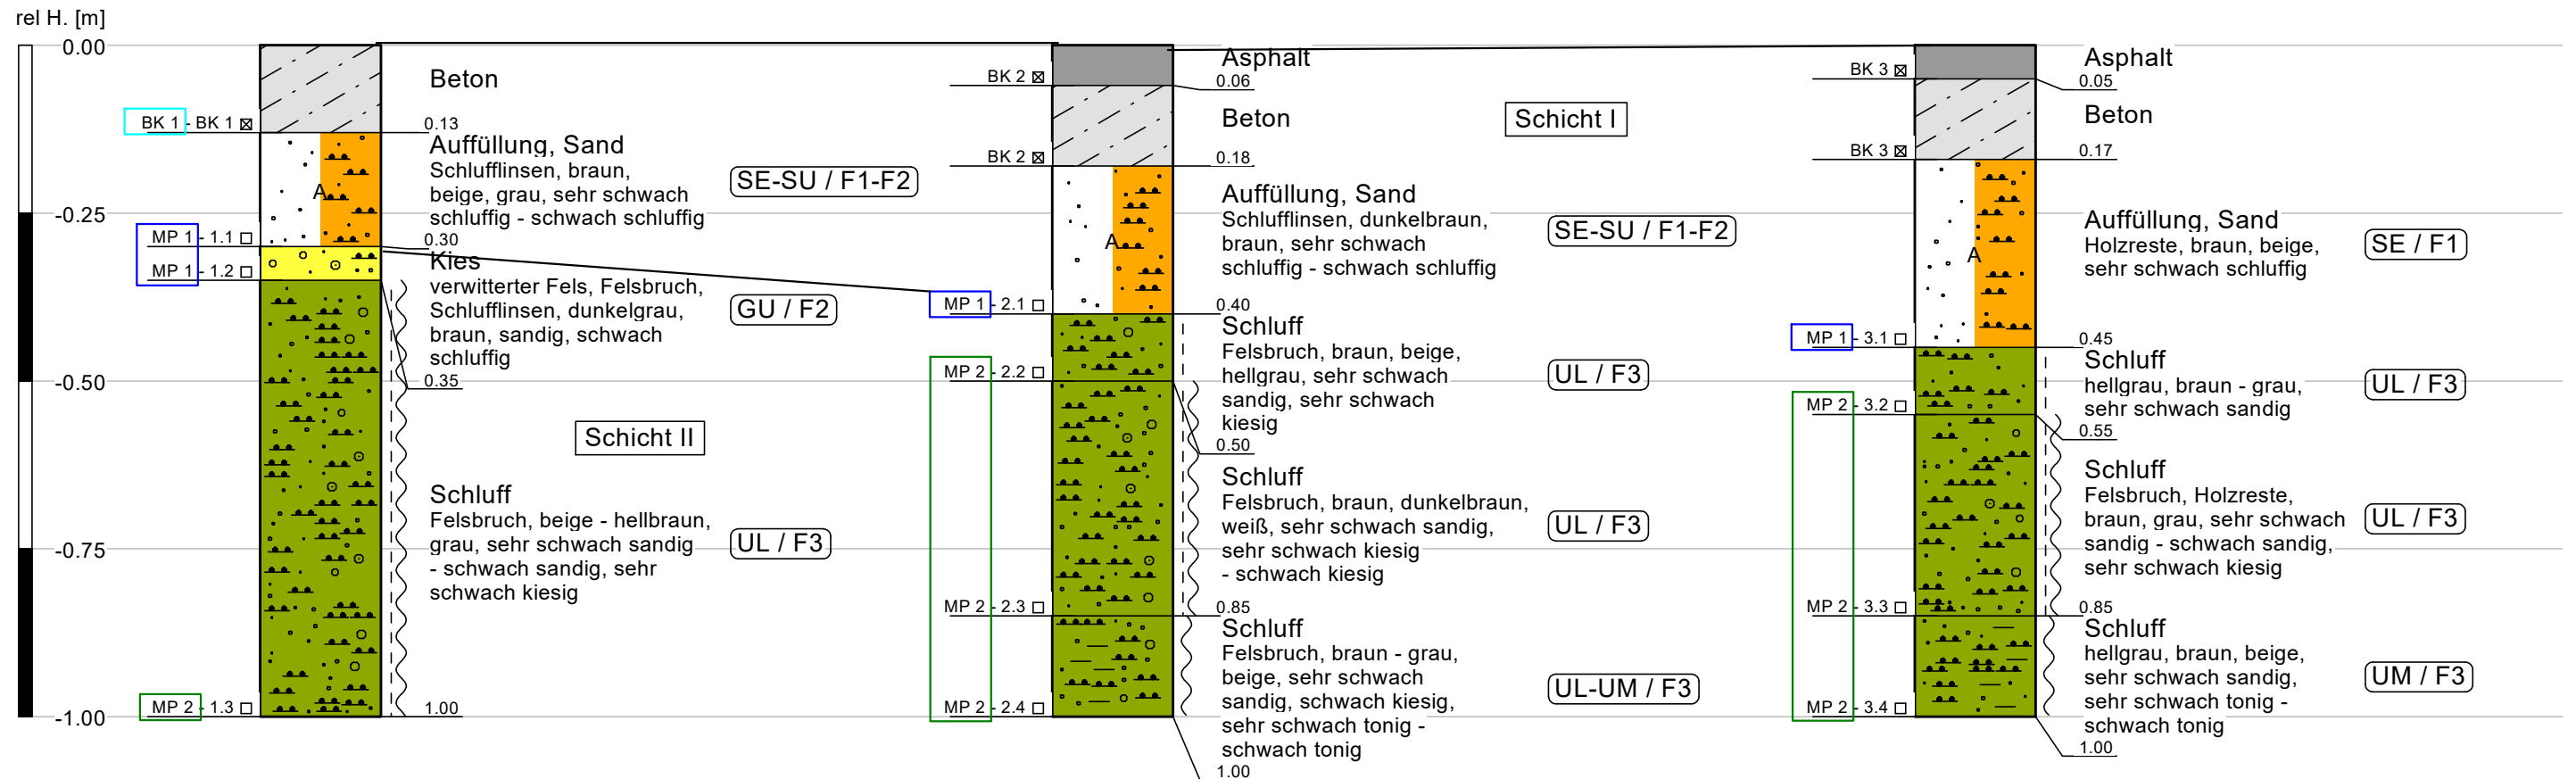 rel H. [m]
0.00
-0.25
-0.50
-0.75
-1.00
BK 1 - BK 1
MP 1 - 1.1
MP 1 - 1.2
MP 2 - 1.3
A
Beton
0.13
Auffüllung, Sand
Schlufflinsen, braun,
beige, grau, sehr schwach
schluffig - schwach schluffig
0.30
Kies
verwitterter Fels, Felsbruch,
Schlufflinsen, dunkelgrau,
braun, sandig, schwach
schluffig
0.35
Schluff
Felsbruch, beige - hellbraun,
grau, sehr schwach sandig
- schwach sandig, sehr
schwach kiesig
1.00
SE-SU / F1-F2
GU / F2
Schicht II
UL / F3
BK 2
BK 2
MP 1 - 2.1
MP 2 - 2.2
MP 2 - 2.3
MP 2 - 2.4
A
Asphalt
0.06
Beton
0.18
Auffüllung, Sand
Schlufflinsen, dunkelbraun,
braun, sehr schwach
schluffig - schwach schluffig
0.40
Schluff
Felsbruch, braun, beige,
hellgrau, sehr schwach
sandig, sehr schwach
kiesig
0.50
Schluff
Felsbruch, braun, dunkelbraun,
weiß, sehr schwach sandig,
sehr schwach kiesig
- schwach kiesig
0.85
Schluff
Felsbruch, braun - grau,
beige, sehr schwach
sandig, schwach kiesig,
sehr schwach tonig -
schwach tonig
1.00
Schicht I
SE-SU / F1-F2
UL / F3
UL / F3
UL-UM / F3
BK 3
BK 3
MP 1 - 3.1
MP 2 - 3.2
MP 2 - 3.3
MP 2 - 3.4
A
Asphalt
0.05
Beton
0.17
Auffüllung, Sand
Holzreste, braun, beige,
sehr schwach schluffig
0.45
Schluff
hellgrau, braun - grau,
sehr schwach sandig
0.55
Schluff
Felsbruch, Holzreste,
braun, grau, sehr schwach
sandig - schwach sandig,
sehr schwach kiesig
0.85
Schluff
hellgrau, braun, beige,
sehr schwach sandig,
sehr schwach tonig -
schwach tonig
1.00
SE / F1
UL / F3
UL / F3
UM / F3